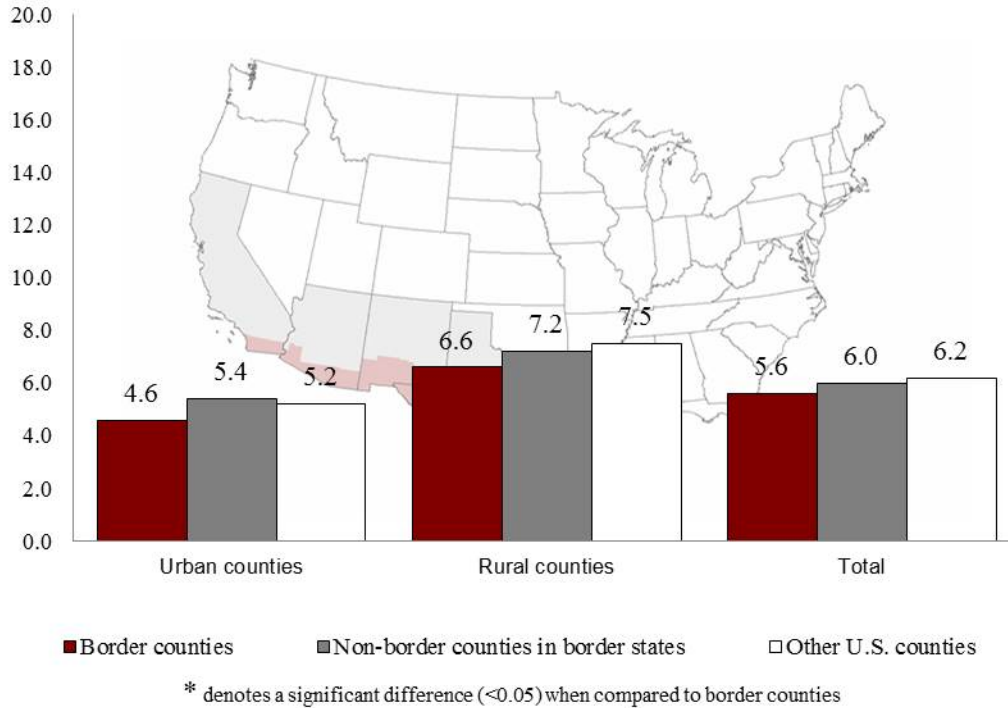 20.0
18.0
16.0
14.0
12.0
10.0
8.0
6.0
4.0
2.0
0.0
4.6 5.4 5.2
6.6 7.2 7.5
5.6 6.0 6.2
Urban counties Rural counties Total
Border counties Non-border counties in border states Other U.S. counties
* denotes a significant difference (<0.05) when compared to border counties